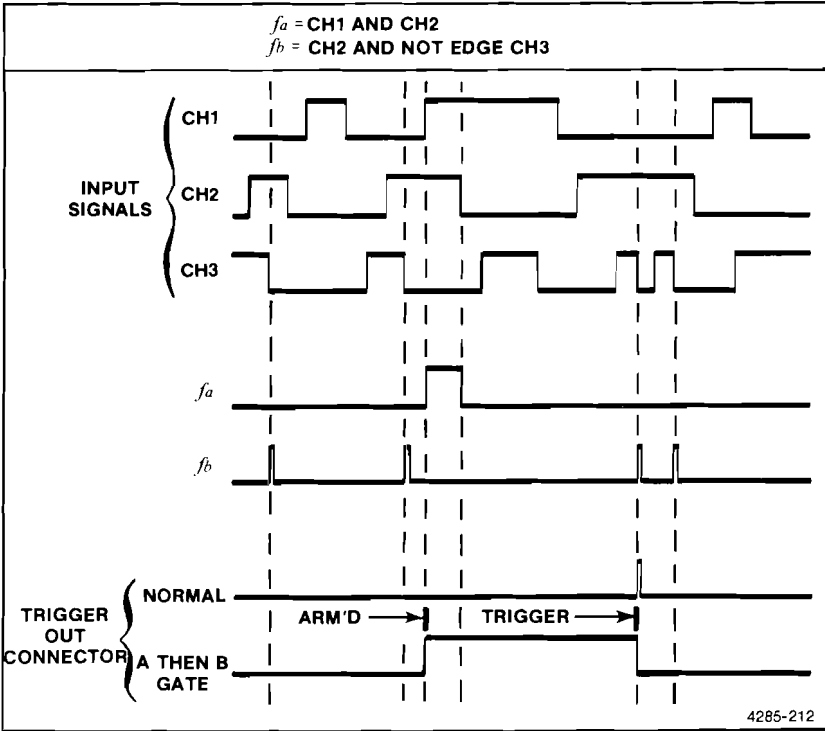 fa = CH1 AND CH2
fb = CH2 AND NOT EDGE CH3
CH1
INPUT
SIGNALS
CH2
CH3
fa
fb
NORMAL
TRIGGER
OUT
CONNECTOR
ARM'D
TRIGGER
A THEN B
GATE
4285-212